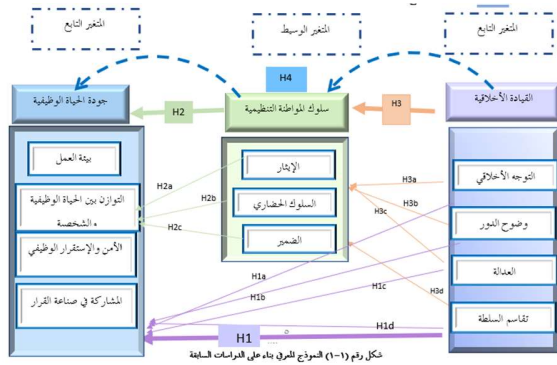 المتغير التابع
المتغير الوسيط
المتغير التابع
القيادة الأخلاقية
H3
H4
سلوك المواطنة التنظيمية
H2
جودة الحياة الوظيفية
التوجه الأخلاقي
وضوح الدور
العدالة
تقاسم السلطة
H3a
H3b
H3c
H3d
الإيثار
السلوك الحضاري
الضمير
H2a
H2b
H2c
بيئة العمل
التوازن بين الحياة الوظيفية
و الشخصة
الأمن والإستقرار الوظيفي
المشاركة في صناعة القرار
H1a
H1b
H1c
H1d
H1
شكل رقم (١-١) النموذج المعرفي بناء على الدراسات السابقة